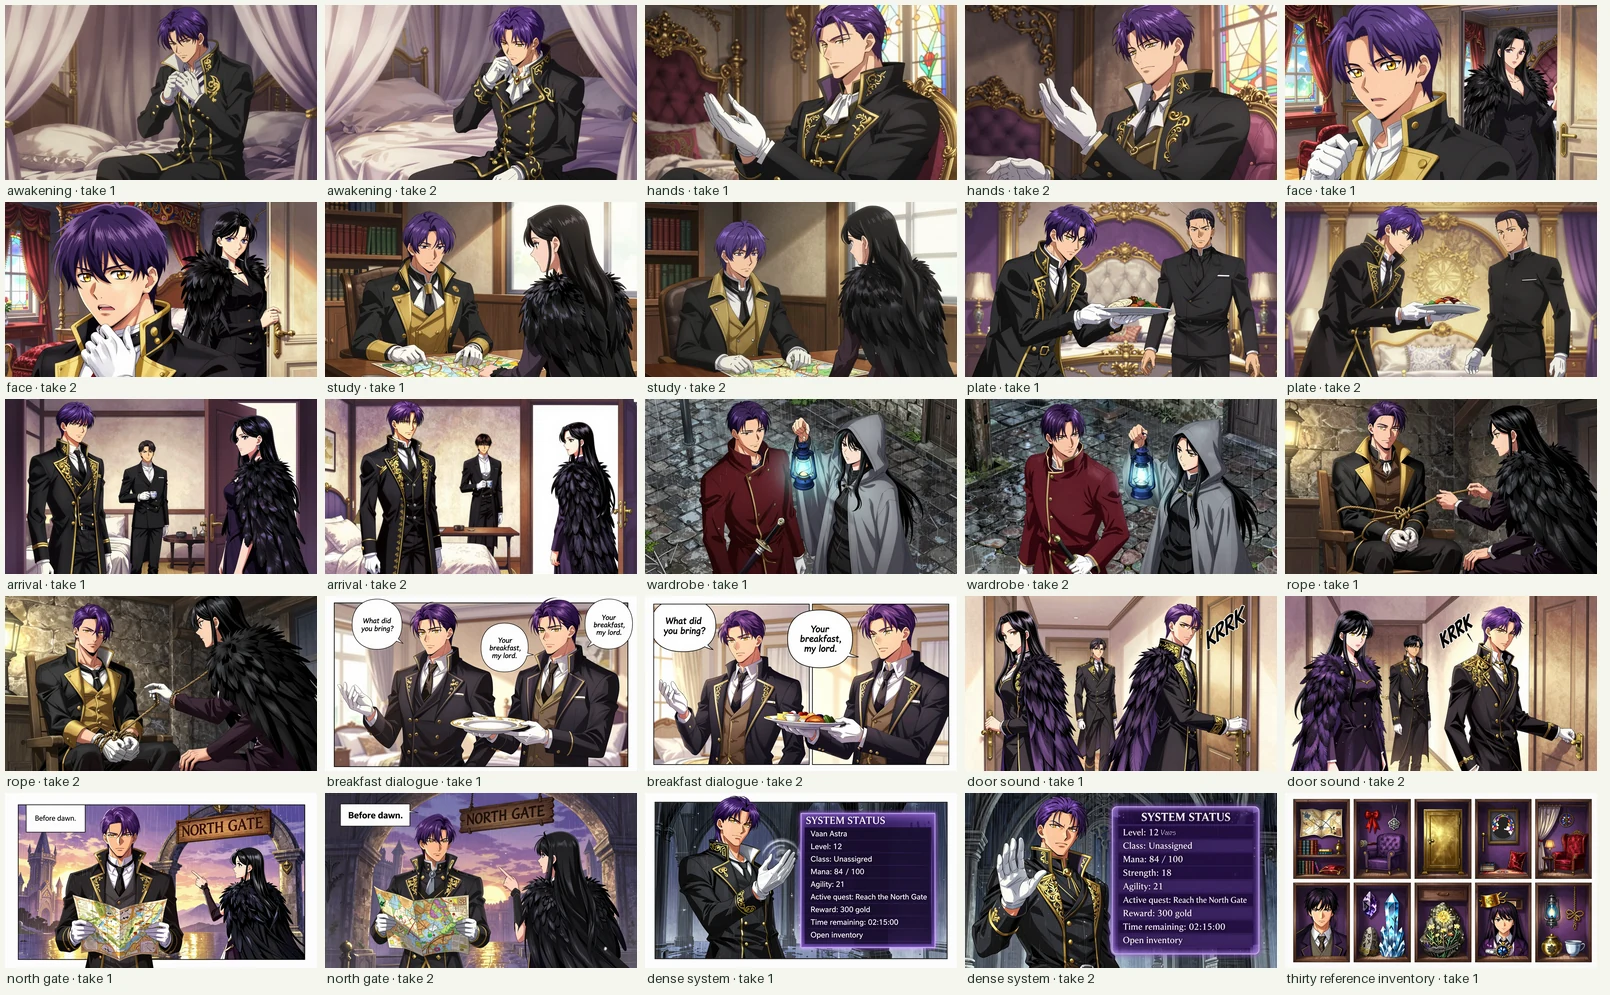 awakening · take 1
awakening · take 2
hands · take 1
hands · take 2
face · take 1
face · take 2
study · take 1
study · take 2
plate · take 1
plate · take 2
arrival · take 1
arrival · take 2
wardrobe · take 1
wardrobe · take 2
rope · take 1
What did
you bring?
Your
breakfast,
my lord.
Your
breakfast,
my lord.
What did
you bring?
Your
breakfast,
my lord.
KRRK
KRRK
rope · take 2
breakfast dialogue · take 1
breakfast dialogue · take 2
door sound · take 1
door sound · take 2
Before dawn.
NORTH GATE
Before dawn.
NORTH GATE
SYSTEM STATUS
Vaan Astra
Level: 12
Class: Unassigned
Mana: 84 / 100
Agility: 21
Active quest: Reach the North Gate
Reward: 300 gold
Time remaining: 02:15:00
Open inventory
SYSTEM STATUS
Level: 12
Class: Unassigned
Mana: 84 / 100
Strength: 18
Agility: 21
Active quest: Reach the North Gate
Reward: 300 gold
Time remaining: 02:15:00
Open inventory
north gate · take 1
north gate · take 2
dense system · take 1
dense system · take 2
thirty reference inventory · take 1